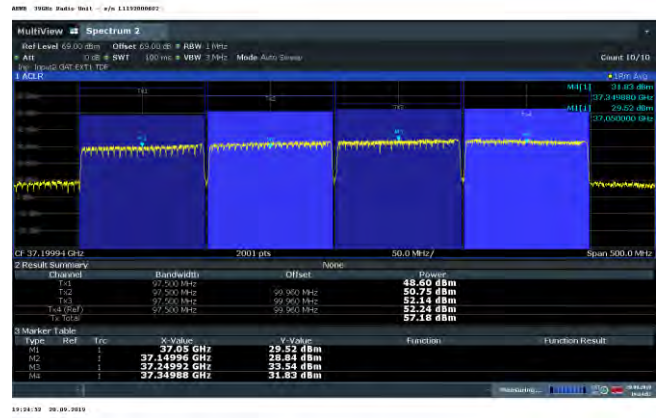 39GHz Radio Unit - s/n L1193000602
MultiView Spectrum 2
Ref Level 69.00 dBm Offset 69.00 dB RBW 1 MHz
Att 0 dB SWT 100 ms VBW 3 MHz Mode Auto Sweep Count 10/10
1 ACLR 1Rm Avg
M4[1] 31.83 dBm
37.349880 GHz
M1[1] 29.52 dBm
37.050000 GHz
Tx1 Tx2 Tx3 Tx4
CF 37.19994 GHz 2001 pts 50.0 MHz/ Span 500.0 MHz
2 Result Summary None
Channel Bandwidth Offset Power
Tx1 97.500 MHz 48.60 dBm
Tx2 97.500 MHz 99.960 MHz 50.75 dBm
Tx3 97.500 MHz 99.960 MHz 52.14 dBm
Tx4 (Ref) 97.500 MHz 99.960 MHz 52.24 dBm
Tx Total 57.18 dBm
3 Marker Table
Type Ref Trc X-Value Y-Value Function Function Result
M1 1 37.05 GHz 29.52 dBm
M2 1 37.14996 GHz 28.84 dBm
M3 1 37.24992 GHz 33.54 dBm
M4 1 37.34988 GHz 31.83 dBm
Measuring...
19:24:32 20.09.2019